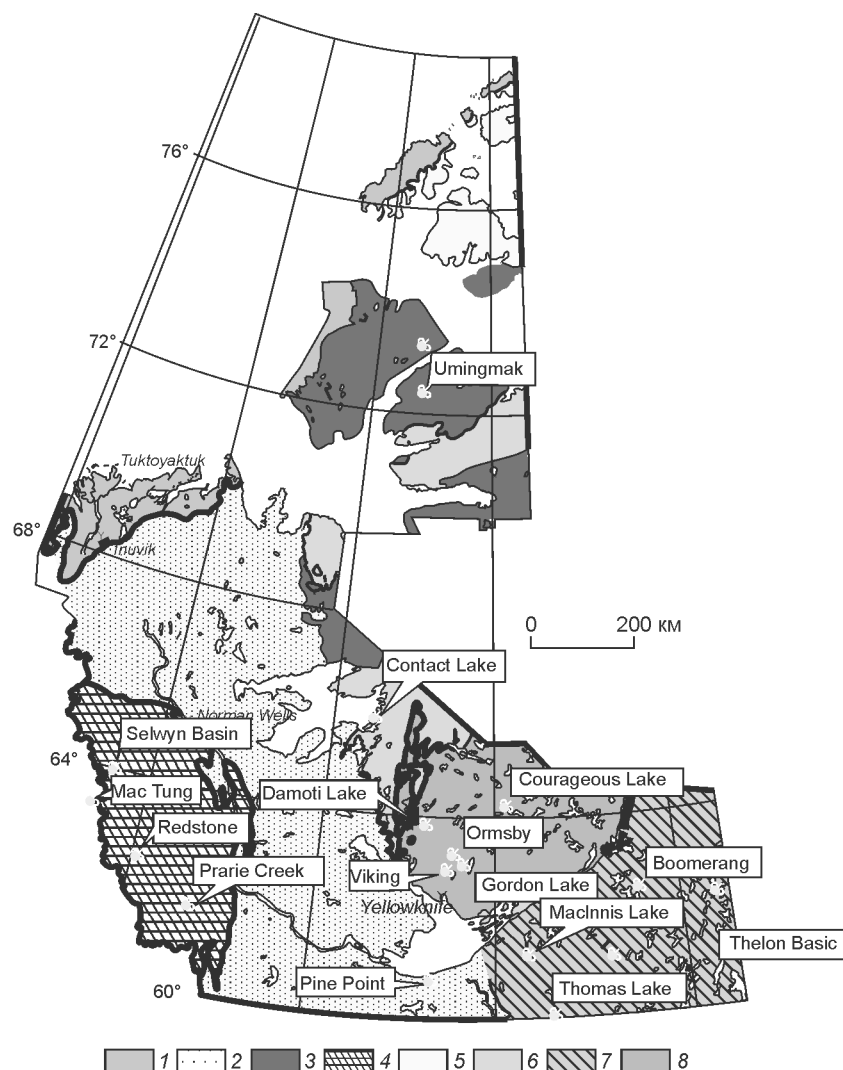 76°
72°
Umingmak
Tuktoyaktuk
68°
Inuvik
0 200 км
Contact Lake
Norman Wells
Selwyn Basin
64°
Courageous Lake
Mac Tung
Damoti Lake
Redstone
Ormsby
Boomerang
Prarie Creek
Viking
Gordon Lake
Yellowknife
MacInnis Lake
Thelon Basic
Pine Point
Thomas Lake
60°
1 2 3 4 5 6 7 8